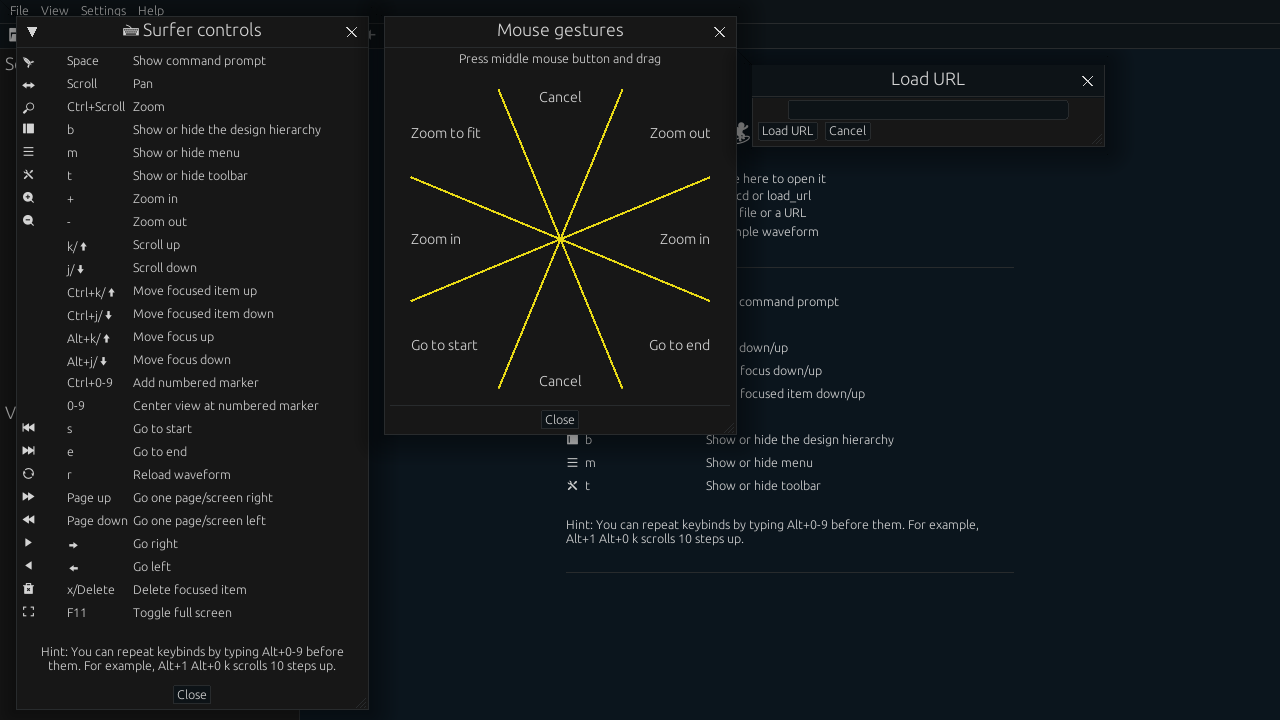 File View Settings Help
Surfer controls
Space Show command prompt
Scroll Pan
Ctrl+Scroll Zoom
b Show or hide the design hierarchy
m Show or hide menu
t Show or hide toolbar
+ Zoom in
- Zoom out
k/ Scroll up
j/ Scroll down
Ctrl+k/ Move focused item up
Ctrl+j/ Move focused item down
Alt+k/ Move focus up
Alt+j/ Move focus down
Ctrl+0-9 Add numbered marker
0-9 Center view at numbered marker
s Go to start
e Go to end
r Reload waveform
Page up Go one page/screen right
Page down Go one page/screen left
Go right
Go left
x/Delete Delete focused item
F11 Toggle full screen
Hint: You can repeat keybinds by typing Alt+0-9 before
them. For example, Alt+1 Alt+0 k scrolls 10 steps up.
Close
Mouse gestures
Press middle mouse button and drag
Cancel
Zoom to fit Zoom out
Zoom in Zoom in
Go to start Go to end
Cancel
Close
Load URL
Load URL Cancel
here to open it
or load_url
file or a URL
waveform
command prompt
down/up
focus down/up
focused item down/up
b Show or hide the design hierarchy
m Show or hide menu
t Show or hide toolbar
Hint: You can repeat keybinds by typing Alt+0-9 before them. For example,
Alt+1 Alt+0 k scrolls 10 steps up.